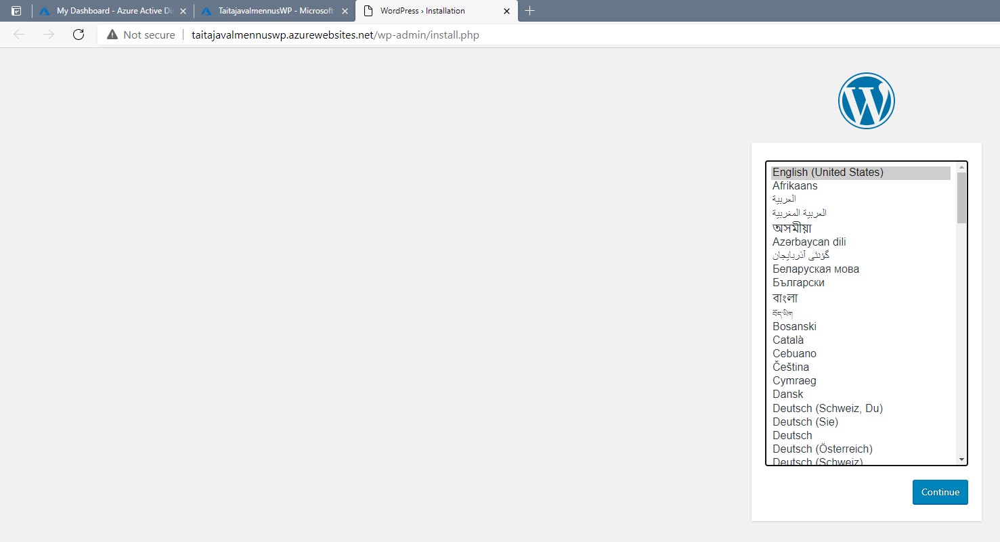 My Dashboard - Azure Active Di
TaitajavalmennusWP - Microsoft
WordPress › Installation
Not secure
taitajavalmennuswp.azurewebsites.net/wp-admin/install.php
English (United States)
Afrikaans
العربية
العربية المغربية
অসমীয়া
Azərbaycan dili
گؤنئی آذربایجان
Беларуская мова
Български
বাংলা
བོད་ཡིག
Bosanski
Català
Cebuano
Čeština
Cymraeg
Dansk
Deutsch (Schweiz, Du)
Deutsch (Sie)
Deutsch
Deutsch (Österreich)
Deutsch (Schweiz)
Continue